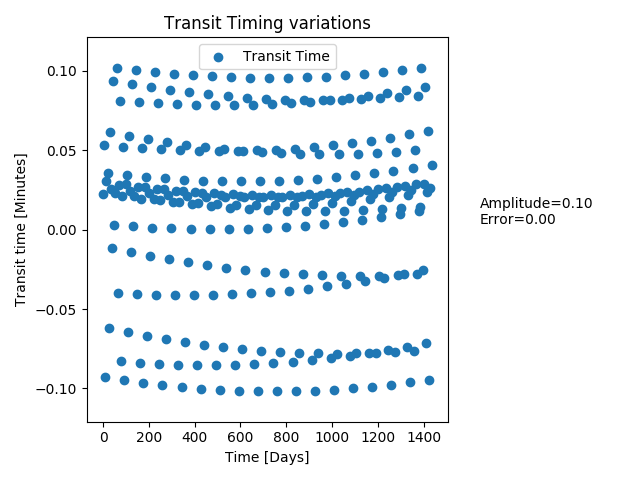 Transit Timing variations
Transit Time
Transit time [Minutes]
0.10
0.05
0.00
−0.05
−0.10
0 200 400 600 800 1000 1200 1400
Time [Days]
Amplitude=0.10
Error=0.00